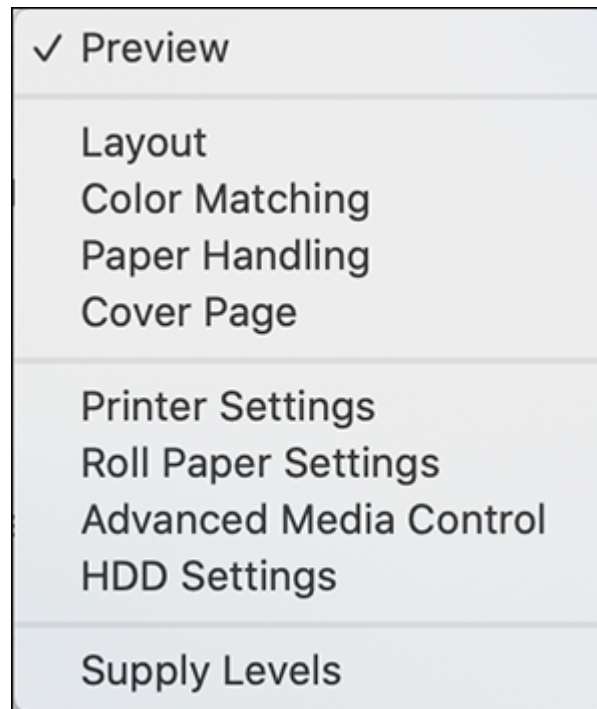 ✓ Preview
Layout
Color Matching
Paper Handling
Cover Page
Printer Settings
Roll Paper Settings
Advanced Media Control
HDD Settings
Supply Levels